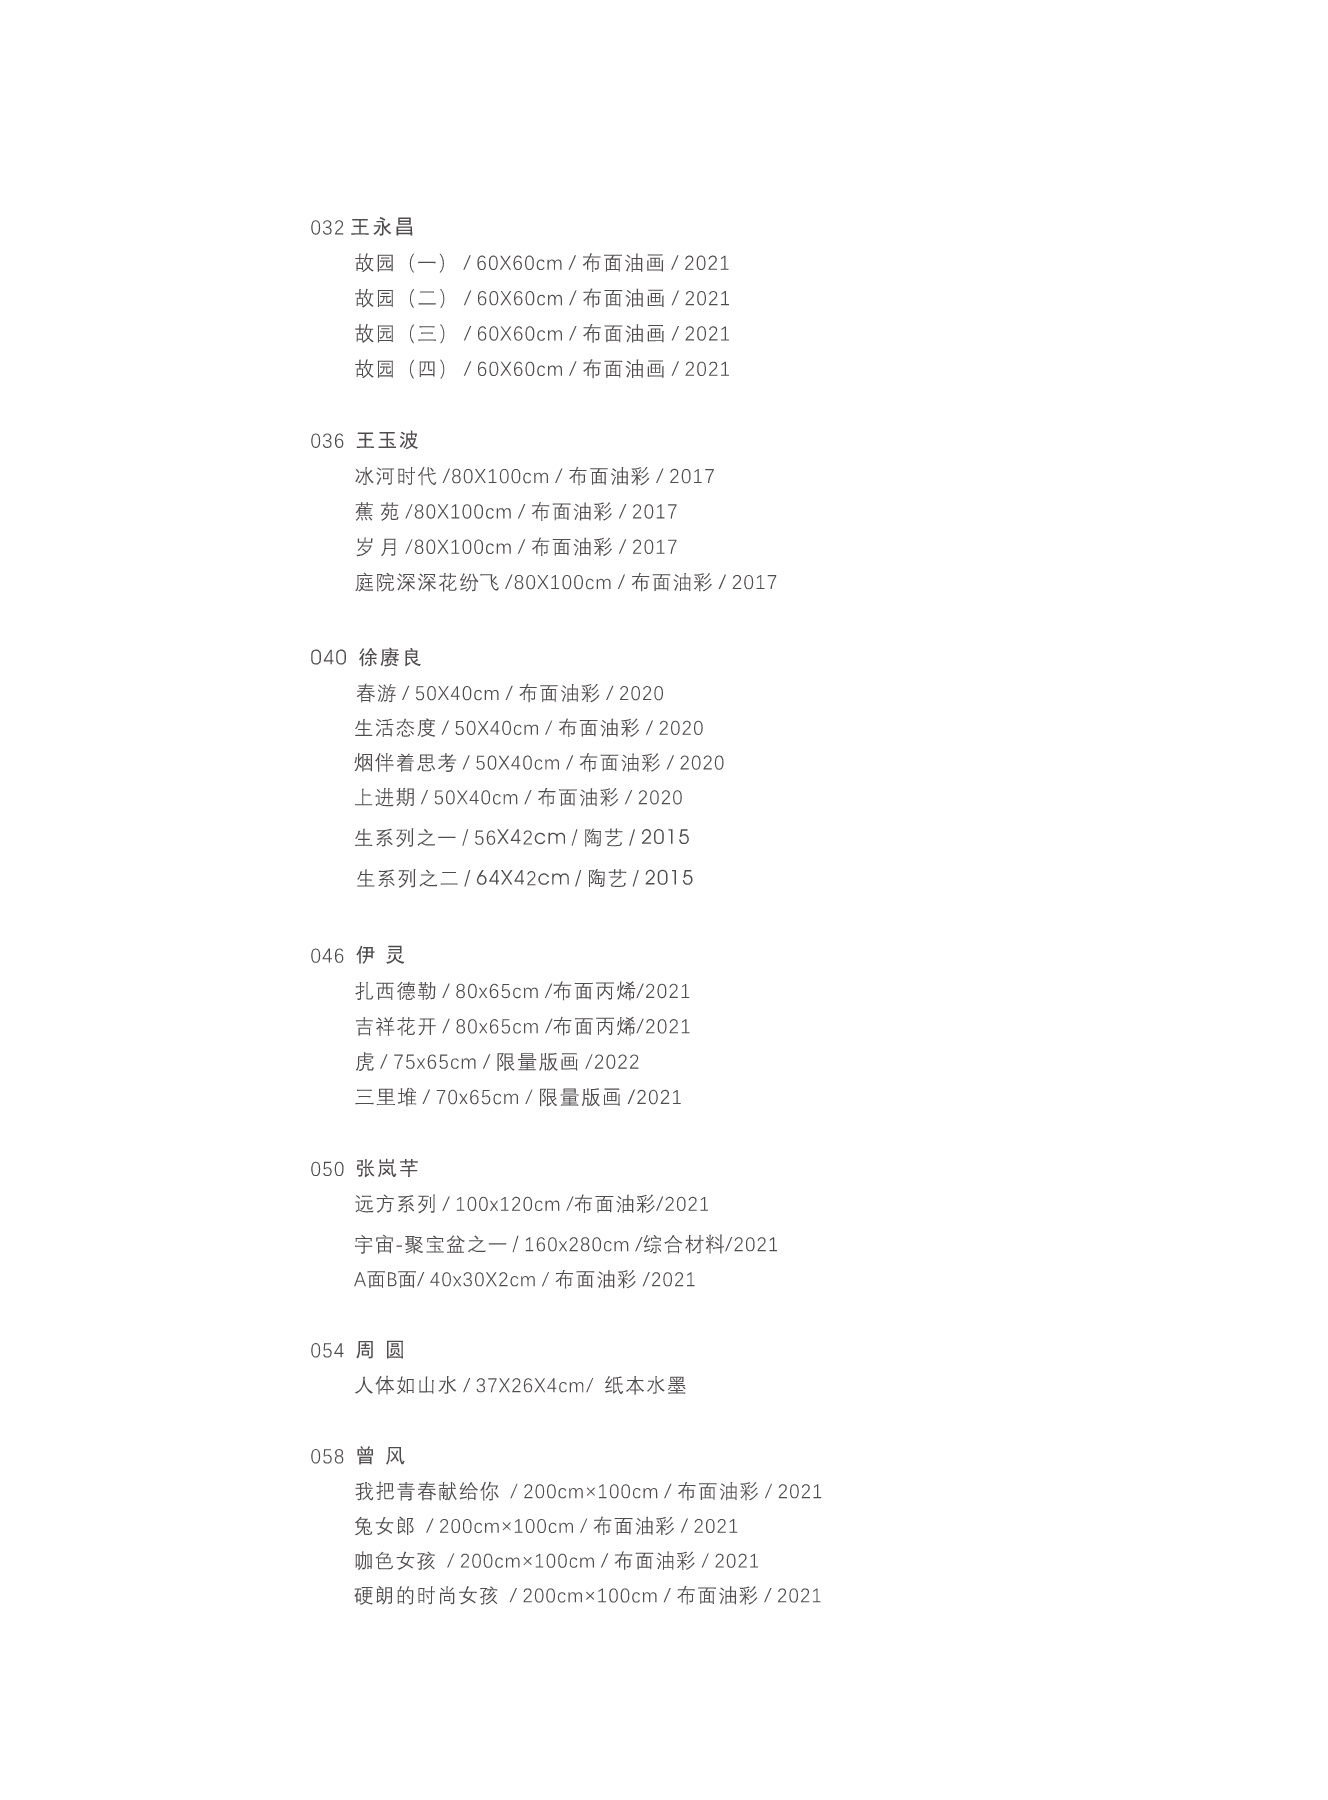 032 王永昌
故园（一） / 60X60cm / 布面油画 / 2021
故园（二） / 60X60cm / 布面油画 / 2021
故园（三） / 60X60cm / 布面油画 / 2021
故园（四） / 60X60cm / 布面油画 / 2021
036 王玉波
冰河时代 /80X100cm / 布面油彩 / 2017
蕉 苑 /80X100cm / 布面油彩 / 2017
岁 月 /80X100cm / 布面油彩 / 2017
庭院深深花纷飞 /80X100cm / 布面油彩 / 2017
040 徐赓良
春游 / 50X40cm / 布面油彩 / 2020
生活态度 / 50X40cm / 布面油彩 / 2020
烟伴着思考 / 50X40cm / 布面油彩 / 2020
上进期 / 50X40cm / 布面油彩 / 2020
生系列之一 / 56X42cm / 陶艺 / 2015
生系列之二 / 64X42cm / 陶艺 / 2015
046 伊 灵
扎西德勒 / 80x65cm /布面丙烯/2021
吉祥花开 / 80x65cm /布面丙烯/2021
虎 / 75x65cm / 限量版画 /2022
三里堆 / 70x65cm / 限量版画 /2021
050 张岚芊
远方系列 / 100x120cm /布面油彩/2021
宇宙-聚宝盆之一 / 160x280cm /综合材料/2021
A面B面/ 40x30X2cm / 布面油彩 /2021
054 周 圆
人体如山水 / 37X26X4cm/ 纸本水墨
058 曾 风
我把青春献给你 / 200cm×100cm / 布面油彩 / 2021
兔女郎 / 200cm×100cm / 布面油彩 / 2021
咖色女孩 / 200cm×100cm / 布面油彩 / 2021
硬朗的时尚女孩 / 200cm×100cm / 布面油彩 / 2021